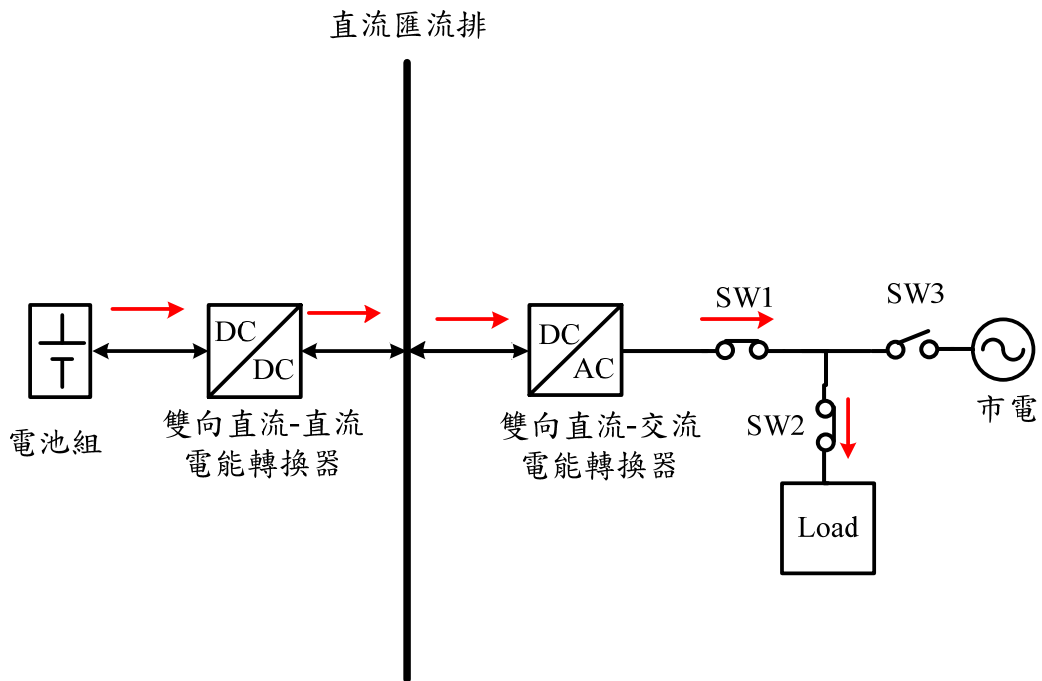 直流匯流排
SW1
SW3
DC
DC
DC
AC
SW2
市電
電池組
雙向直流-直流
電能轉換器
雙向直流-交流
電能轉換器
Load